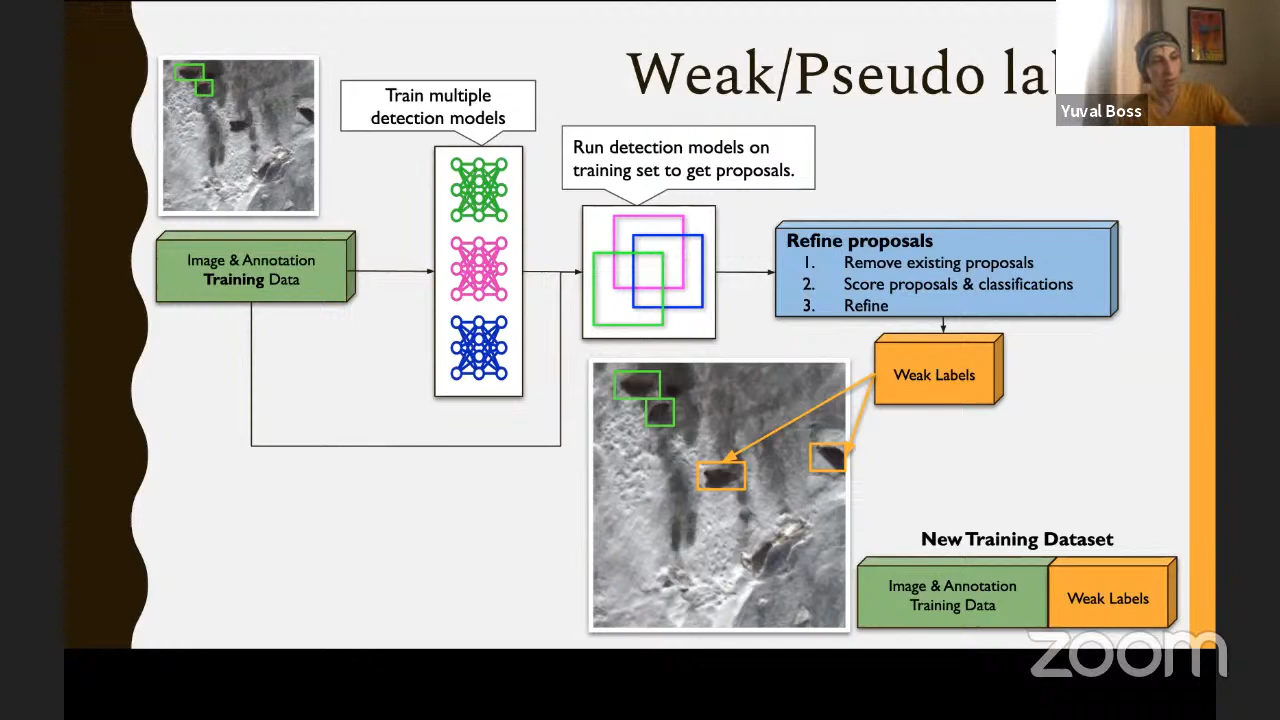 Weak/Pseudo la
Yuval Boss
Train multiple
detection models
Run detection models on
training set to get proposals.
Image & Annotation
Training Data
Refine proposals
1. Remove existing proposals
2. Score proposals & classifications
3. Refine
Weak Labels
New Training Dataset
Image & Annotation
Training Data
Weak Labels
zoom